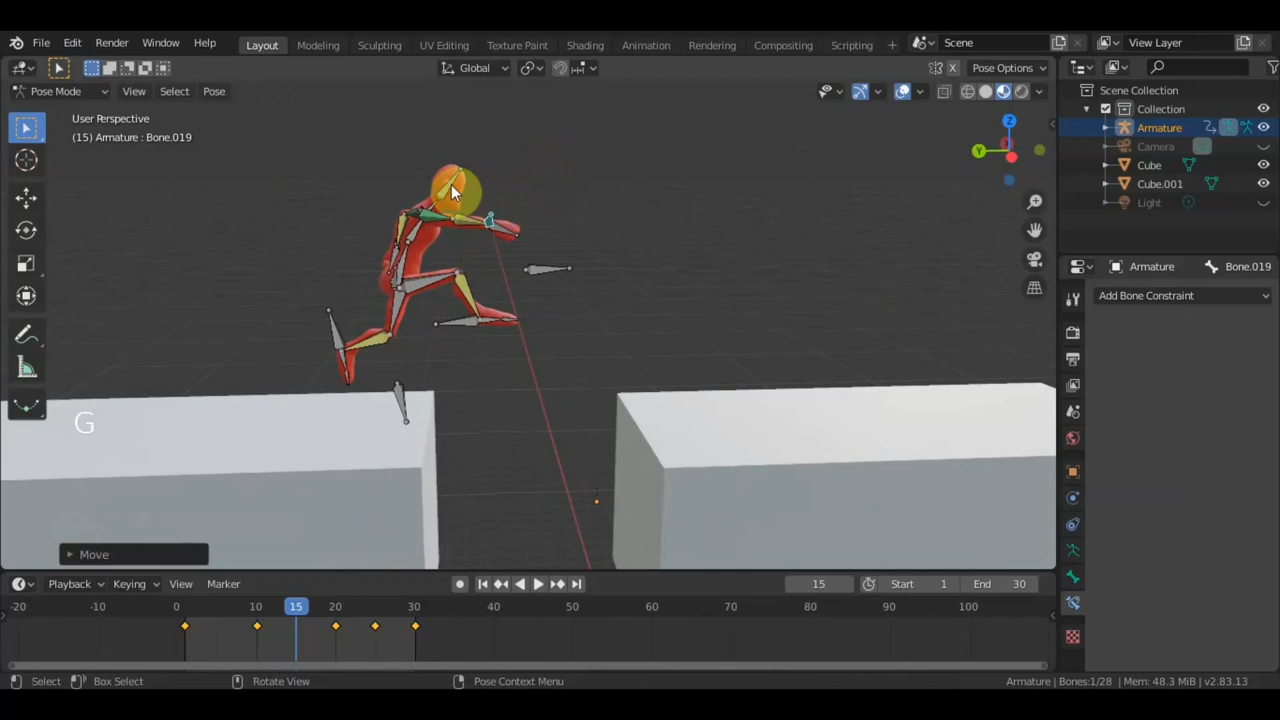 File Edit Render Window Help Layout Modeling Sculpting UV Editing Texture Paint Shading Animation Rendering Compositing Scripting + Scene View Layer
Global X Pose Options
Pose Mode View Select Pose
Scene Collection
Collection
Armature
Camera
Cube
Cube.001
Light
User Perspective
(15) Armature : Bone.019
Z
Y
Armature Bone.019
Add Bone Constraint
G
Move
Playback Keying View Marker 15 Start 1 End 30
-20 -10 0 10 15 20 30 40 50 60 70 80 90 100
Select Box Select Rotate View Pose Context Menu Armature | Bones:1/28 | Mem: 48.3 MiB | v2.83.13